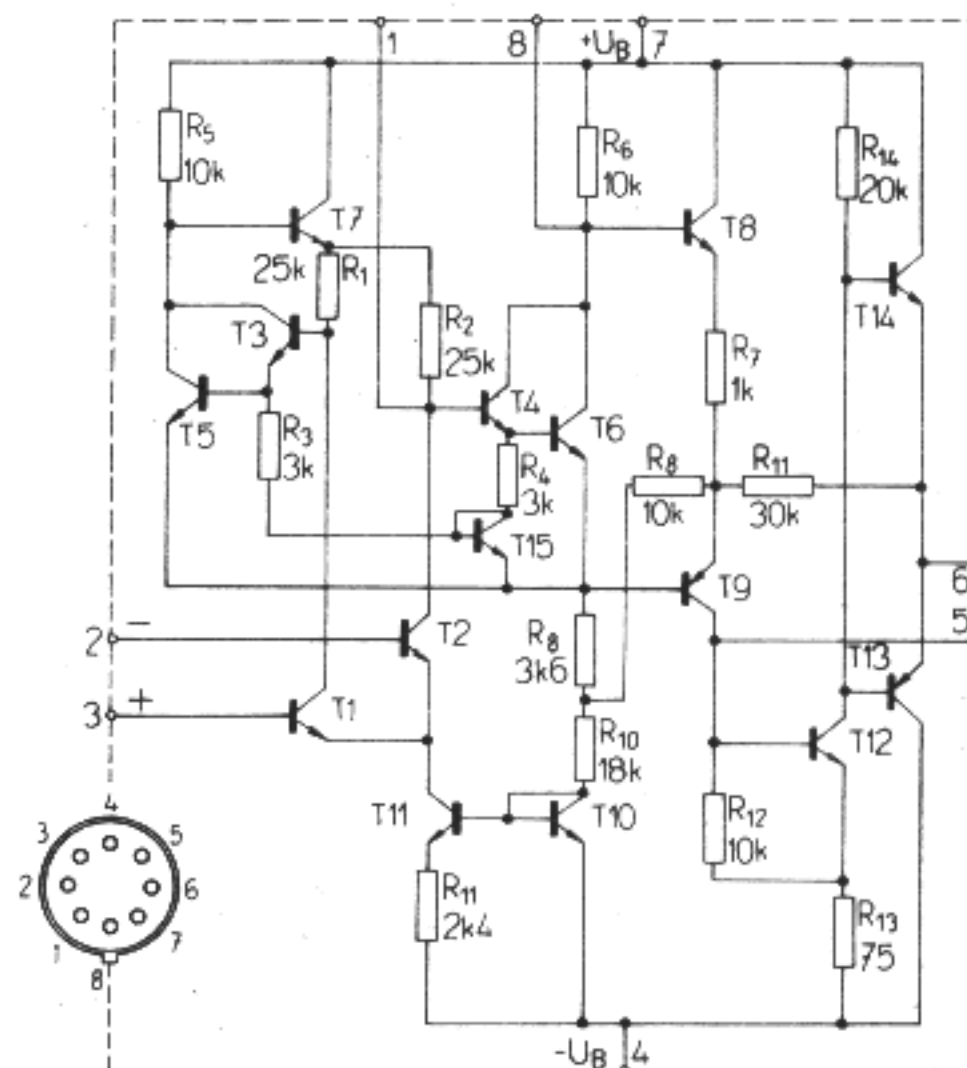 1
8
+U_B
7
R5
10k
R6
10k
R14
20k
T7
T8
25k
R1
T14
T3
R2
25k
R7
1k
T4
T5
R3
3k
T6
R4
3k
R8
10k
R11
30k
T15
T9
6
5
2
−
T2
R8
3k6
T13
3
+
T1
R10
18k
T12
T11
T10
R12
10k
4
3
5
2
6
1
7
8
R11
2k4
R13
75
-U_B
4